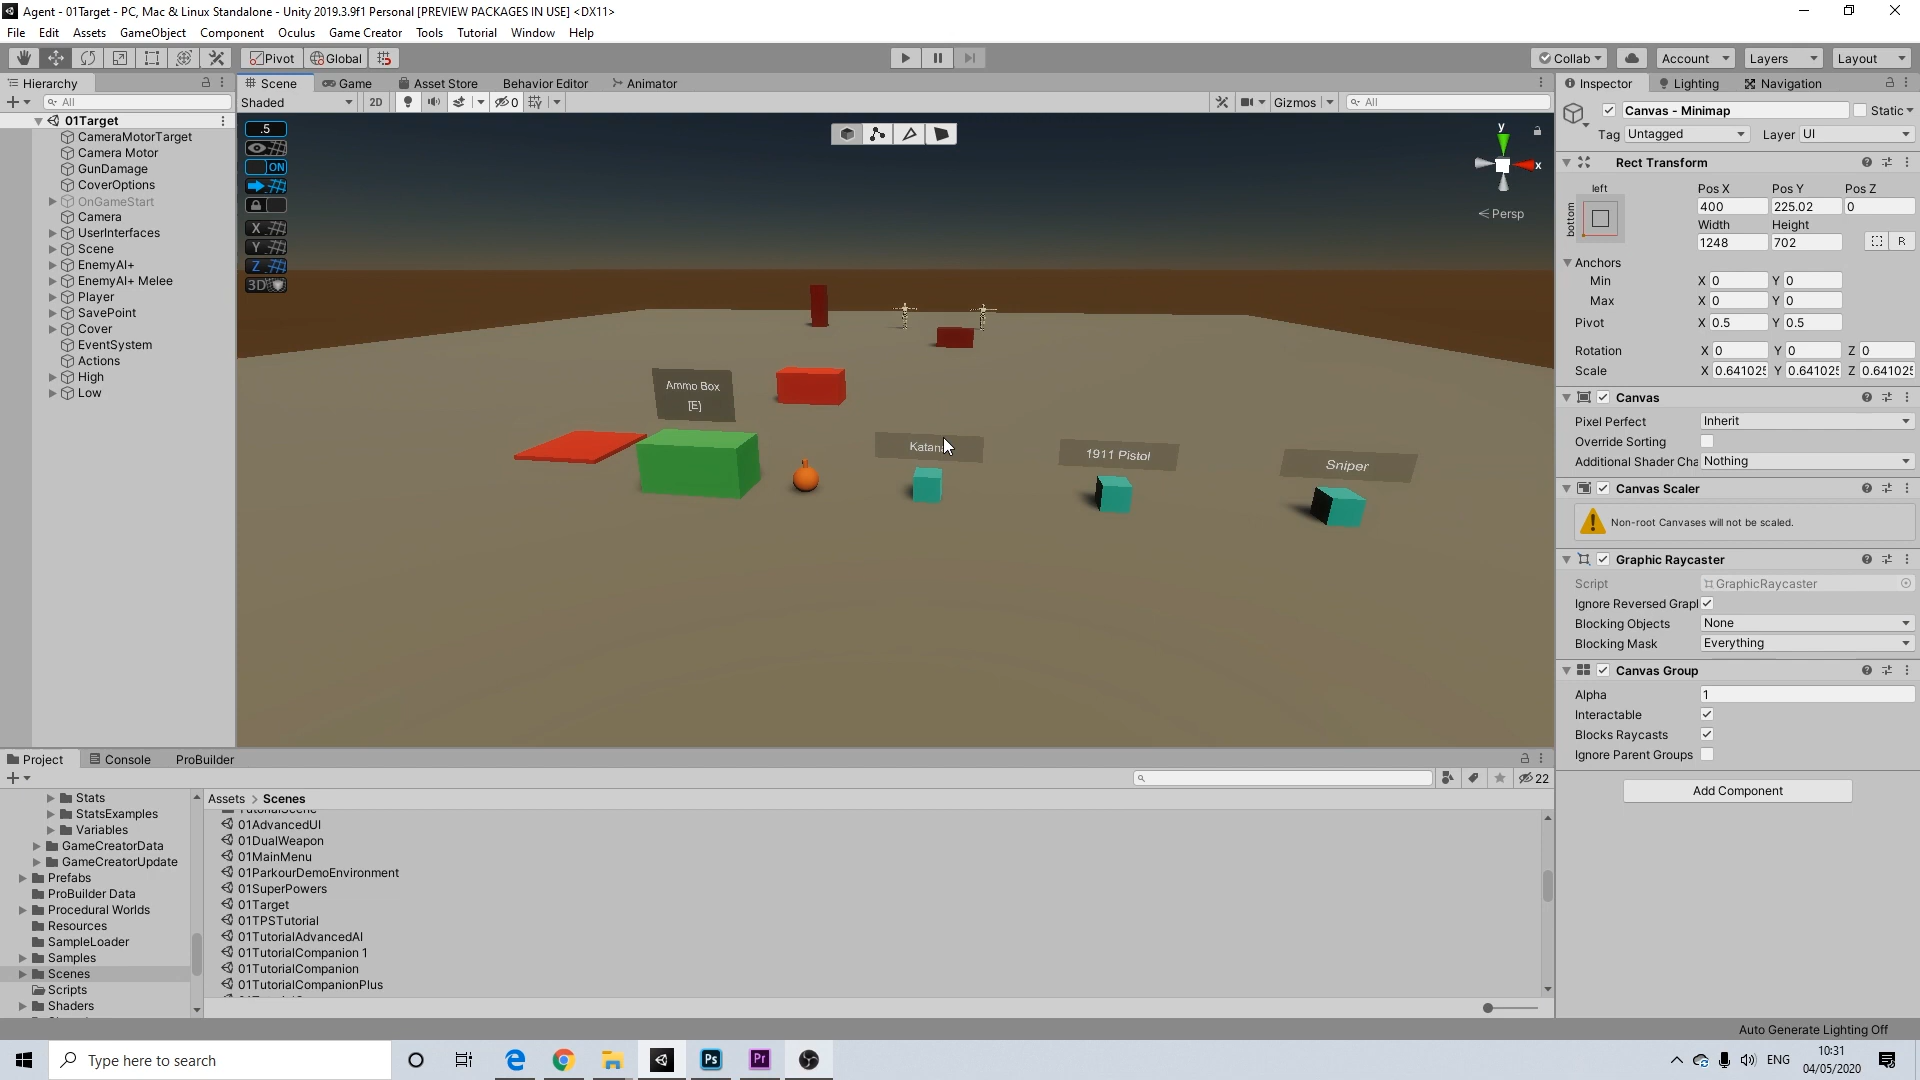 Agent - 01Target - PC, Mac & Linux Standalone - Unity 2019.3.9f1 Personal [PREVIEW PACKAGES IN USE] <DX11>
File Edit Assets GameObject Component Oculus Game Creator Tools Tutorial Window Help
Pivot Global Collab Account Layers Layout
Hierarchy
All
01Target
CameraMotorTarget
Camera Motor
GunDamage
CoverOptions
OnGameStart
Camera
UserInterfaces
Scene
EnemyAI+
EnemyAI+ Melee
Player
SavePoint
Cover
EventSystem
Actions
High
Low
Scene Game Asset Store Behavior Editor Animator
Shaded 2D 0 Gizmos All
.5
ON
X
Y
Z
3D
y
x
Persp
Ammo Box
[E]
1911 Pistol
Sniper
Inspector Lighting Navigation
Canvas - Minimap Static
Tag Untagged Layer UI
Rect Transform
left
bottom
Pos X Pos Y Pos Z
400 225.02 0
Width Height
1248 702 R
Anchors
Min X 0 Y 0
Max X 0 Y 0
Pivot X 0.5 Y 0.5
Rotation X 0 Y 0 Z 0
Scale X 0.641025 Y 0.641025 Z 0.641025
Canvas
Pixel Perfect Inherit
Override Sorting
Additional Shader Cha Nothing
Canvas Scaler
Non-root Canvases will not be scaled.
Graphic Raycaster
Script GraphicRaycaster
Ignore Reversed Grapl
Blocking Objects None
Blocking Mask Everything
Canvas Group
Alpha 1
Interactable
Blocks Raycasts
Ignore Parent Groups
Add Component
Project Console ProBuilder
22
Stats
StatsExamples
Variables
GameCreatorData
GameCreatorUpdate
Prefabs
ProBuilder Data
Procedural Worlds
Resources
SampleLoader
Samples
Scenes
Scripts
Shaders
Assets > Scenes
01AdvancedUI
01DualWeapon
01MainMenu
01ParkourDemoEnvironment
01SuperPowers
01Target
01TPSTutorial
01TutorialAdvancedAI
01TutorialCompanion 1
01TutorialCompanion
01TutorialCompanionPlus
Auto Generate Lighting Off
Type here to search
Ps
Pr
ENG
10:31
04/05/2020